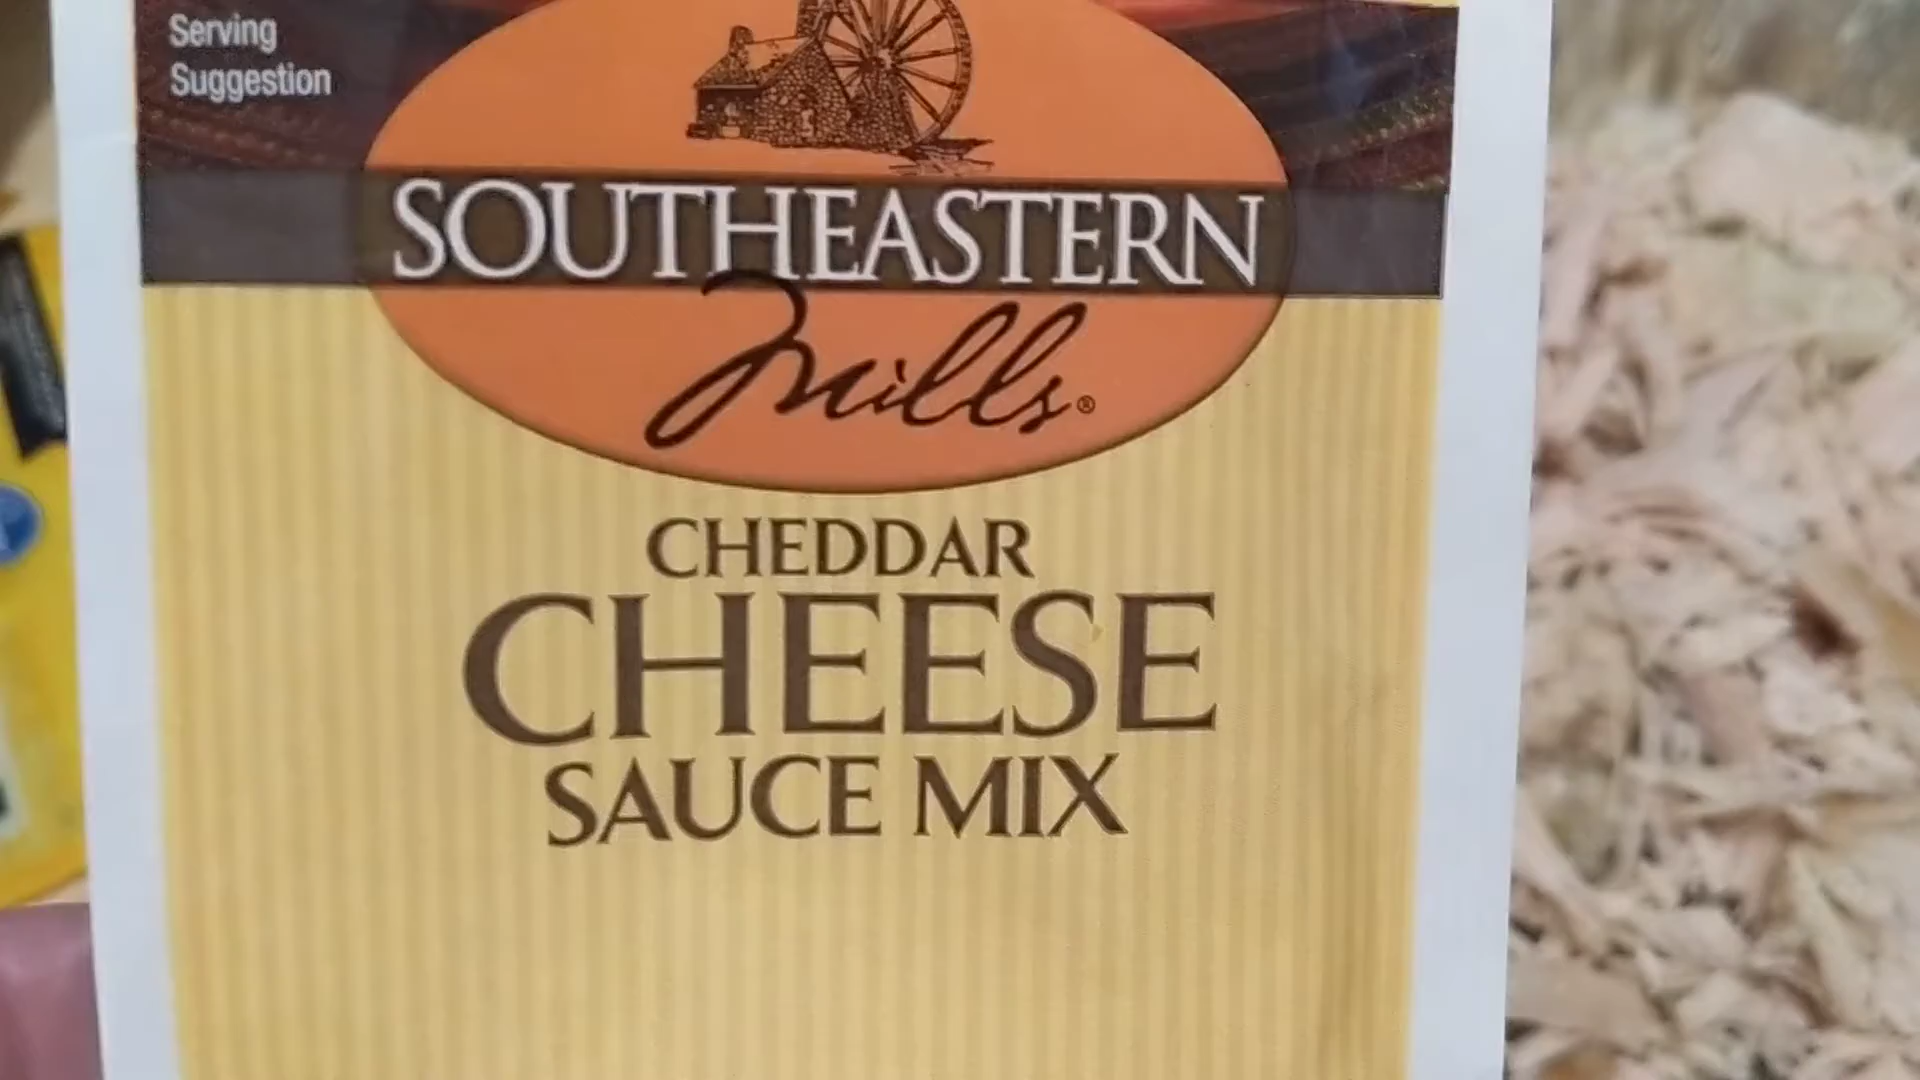 Serving
Suggestion
SOUTHEASTERN
Mills®
CHEDDAR
CHEESE
SAUCE MIX